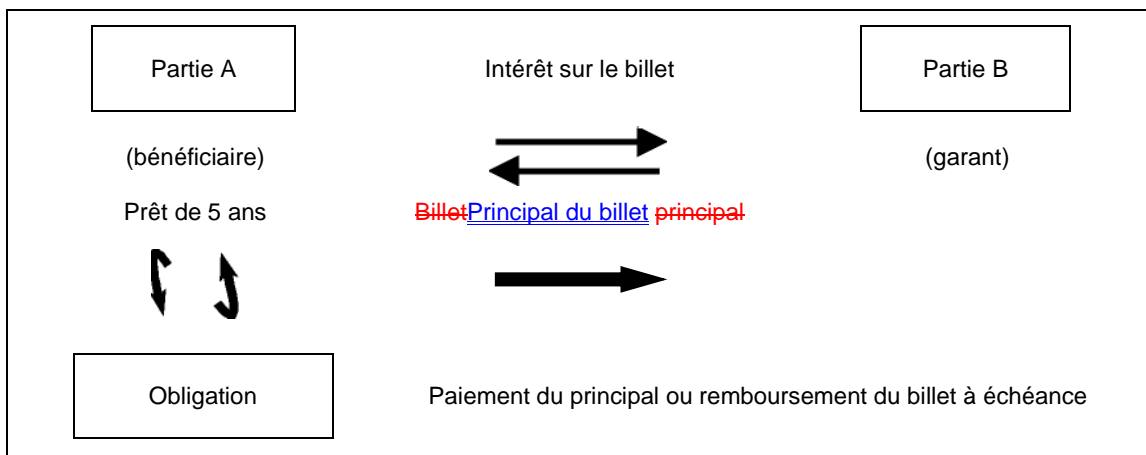 Partie A Intérêt sur le billet Partie B
(bénéficiaire) (garant)
Prêt de 5 ans BilletPrincipal du billet principal
Obligation Paiement du principal ou remboursement du billet à échéance